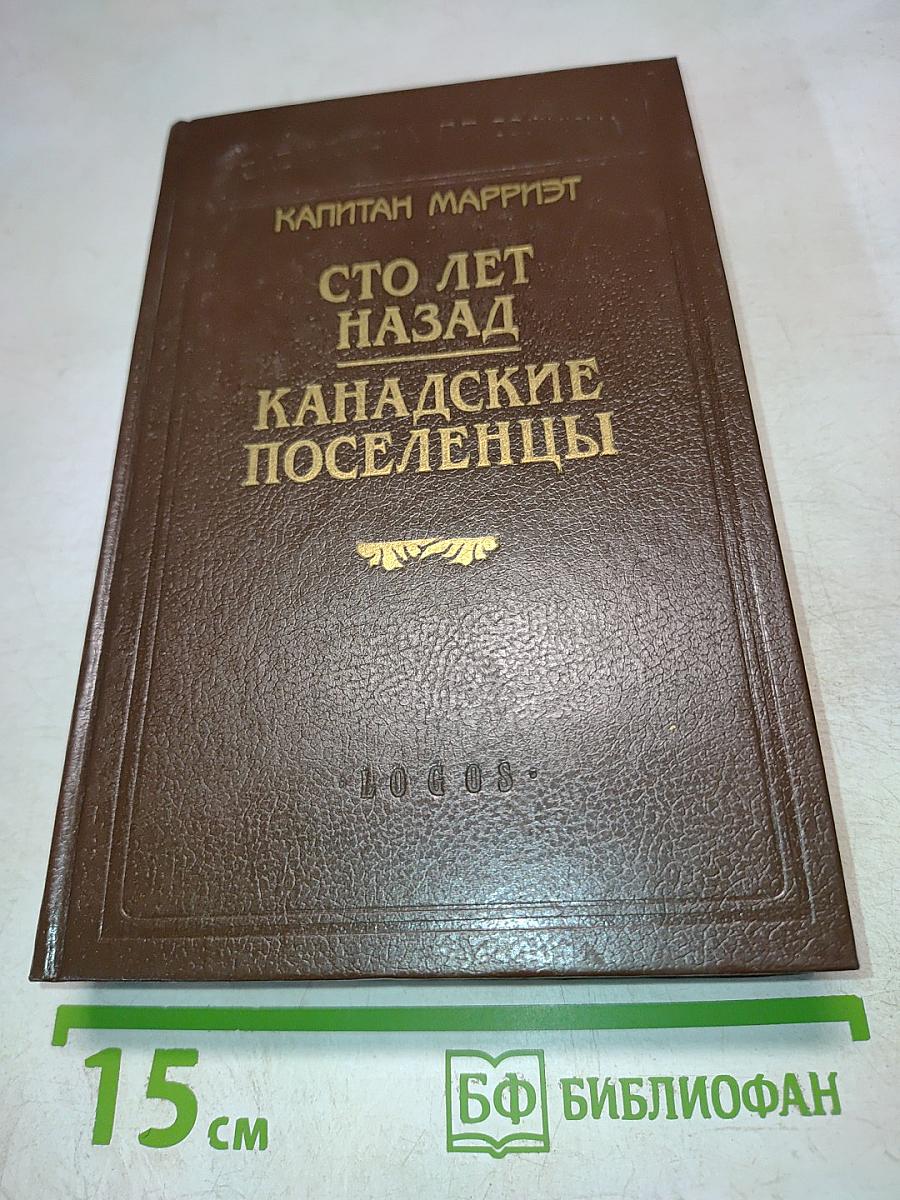 КАПИТАН МАРРИЭТ
СТО ЛЕТ
НАЗАД
КАНАДСКИЕ
ПОСЕЛЕНЦЫ
·LOGOS·
15 см
БФ БИБЛИОФАН